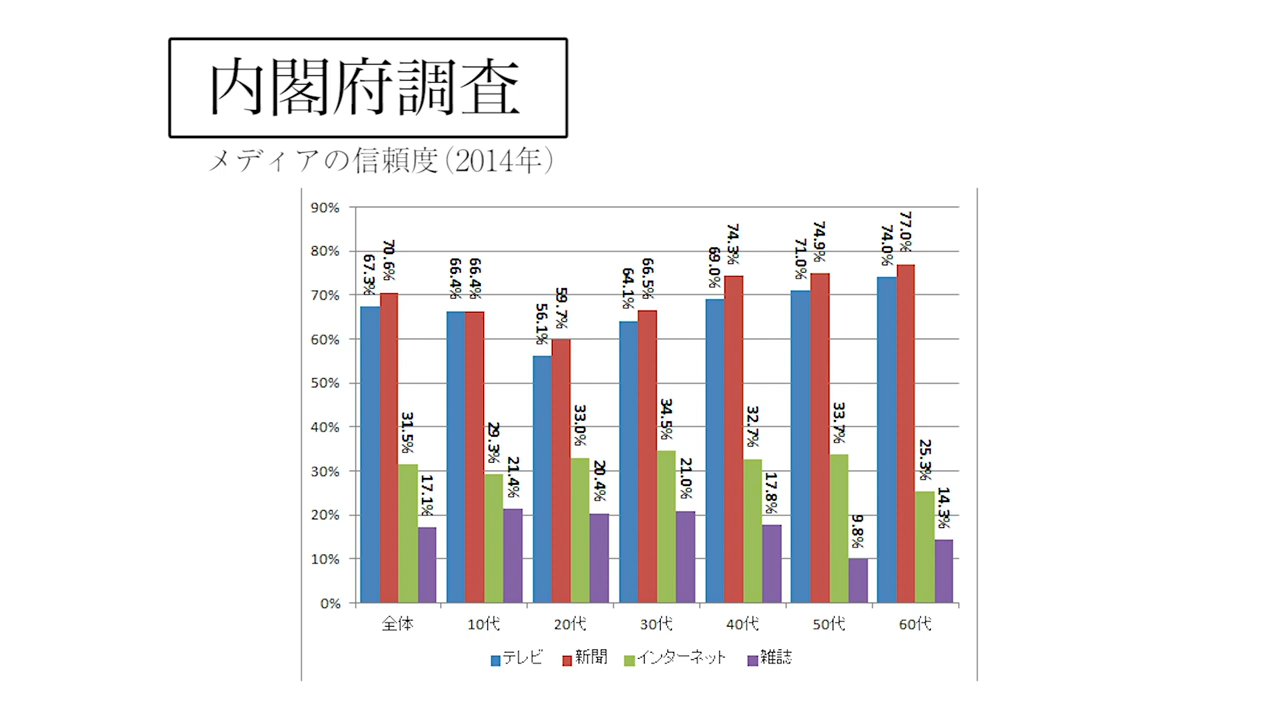 内閣府調査
メディアの信頼度(2014年)
90%
80%
70%
60%
50%
40%
30%
20%
10%
0%
67.3% 70.6% 31.5% 17.1%
66.4% 66.4% 29.3% 21.4%
56.1% 59.7% 33.0% 20.4%
64.1% 66.5% 34.5% 21.0%
69.0% 74.3% 32.7% 17.8%
71.0% 74.9% 33.7% 9.8%
74.0% 77.0% 25.3% 14.3%
全体 10代 20代 30代 40代 50代 60代
テレビ 新聞 インターネット 雑誌